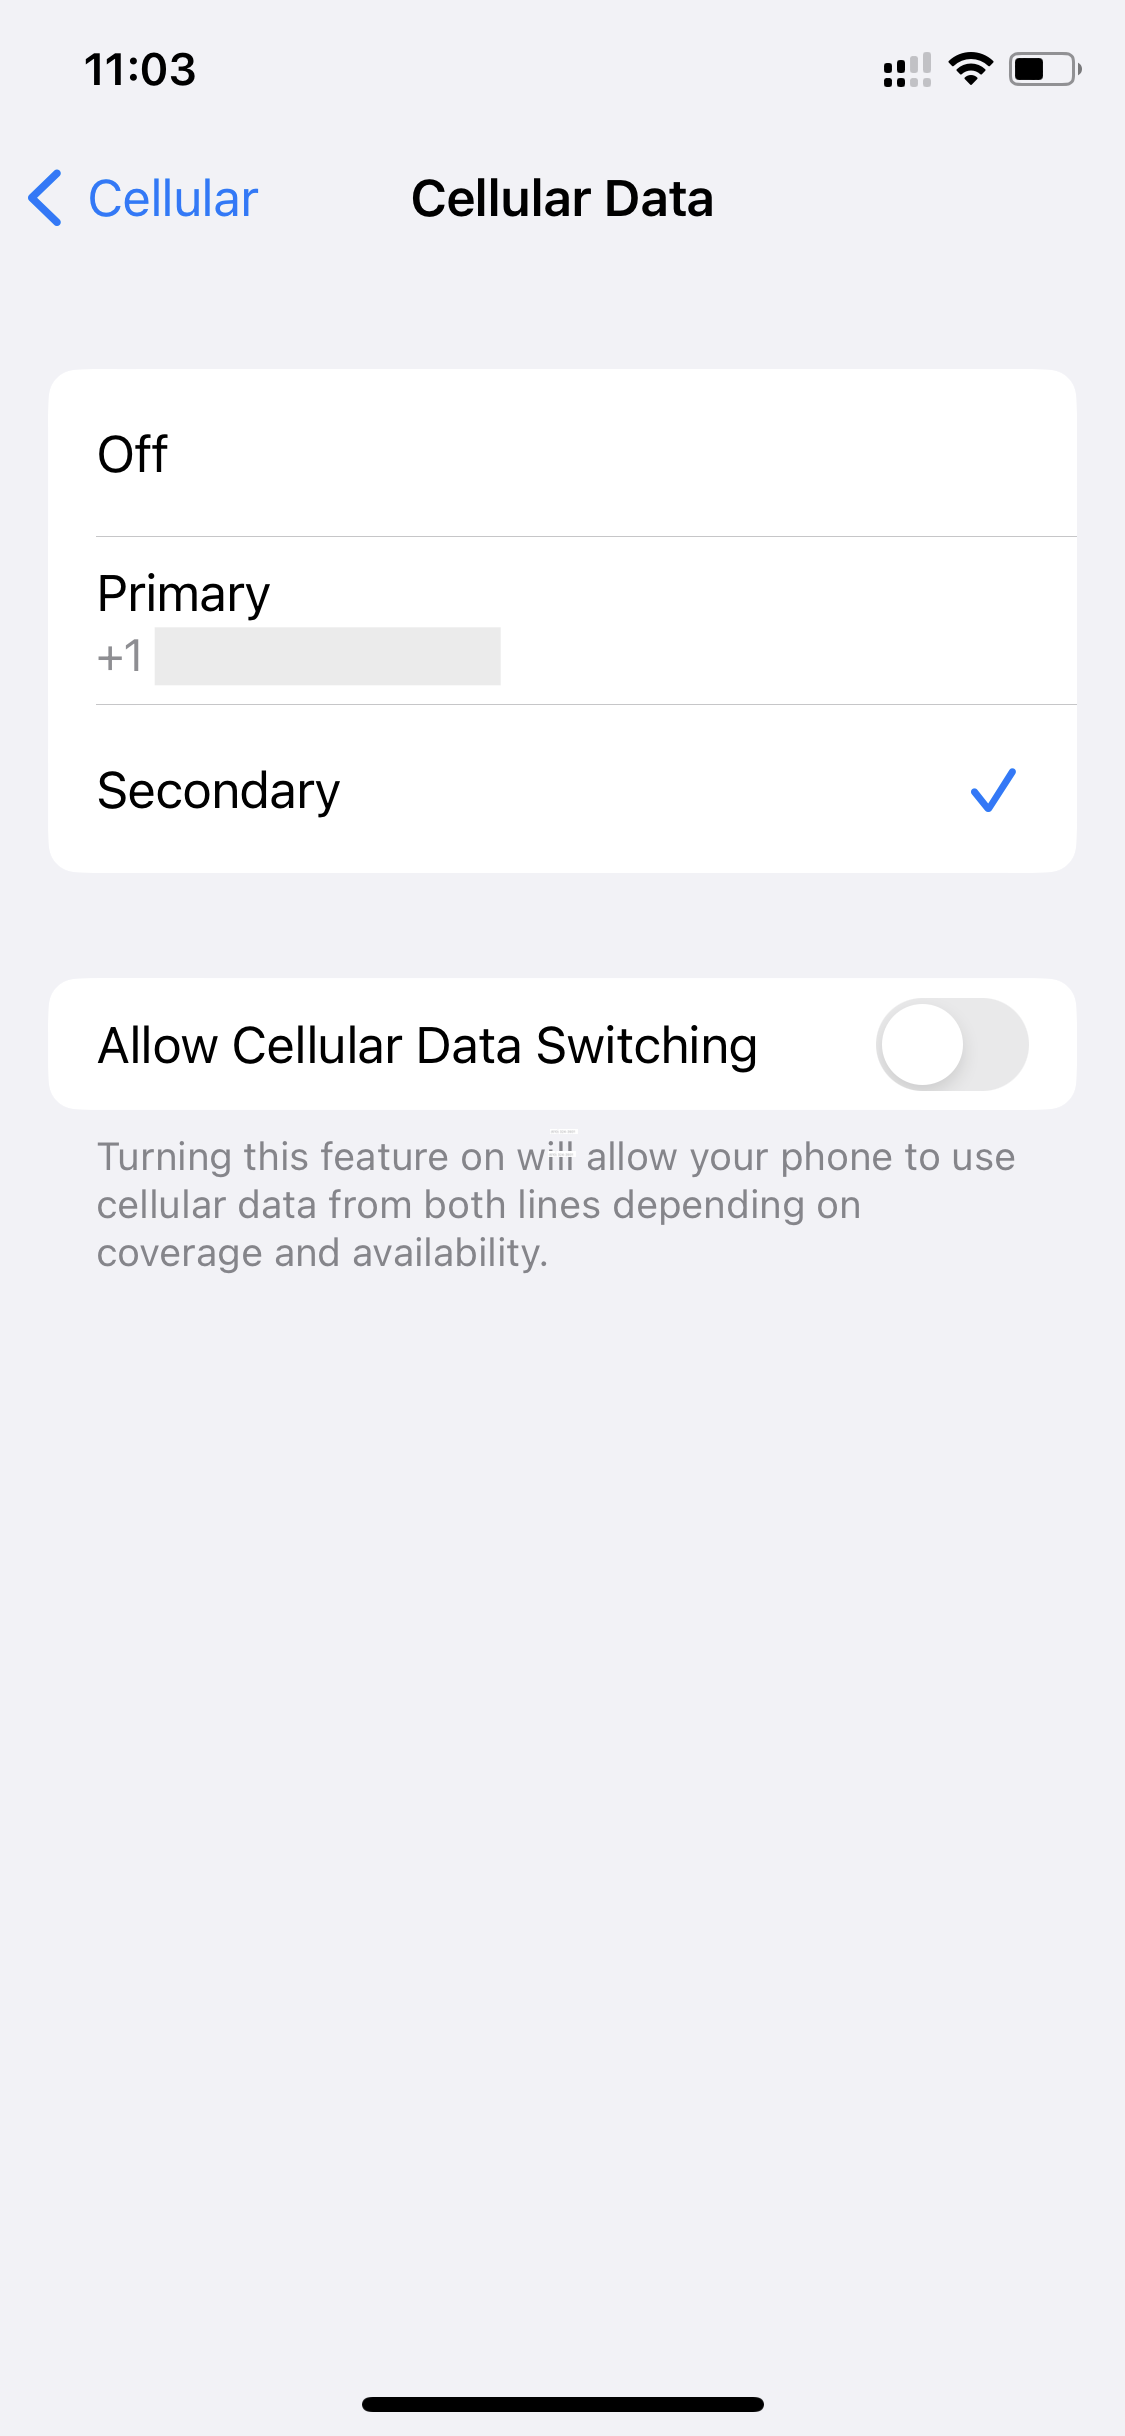 11:03
Cellular
Cellular Data
Off
Primary
+1
Secondary
Allow Cellular Data Switching
Turning this feature on will allow your phone to use
cellular data from both lines depending on
coverage and availability.